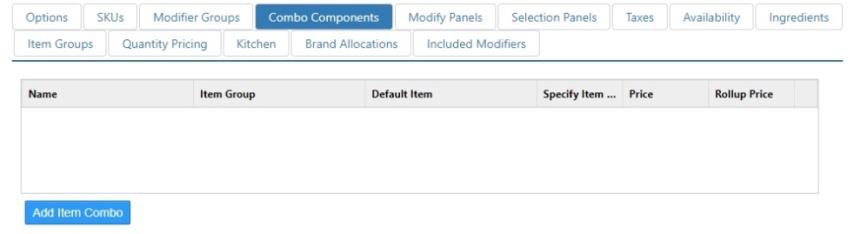 Options SKUs Modifier Groups Combo Components Modify Panels Selection Panels Taxes Availability Ingredients
Item Groups Quantity Pricing Kitchen Brand Allocations Included Modifiers
Name Item Group Default Item Specify Item ... Price Rollup Price
Add Item Combo